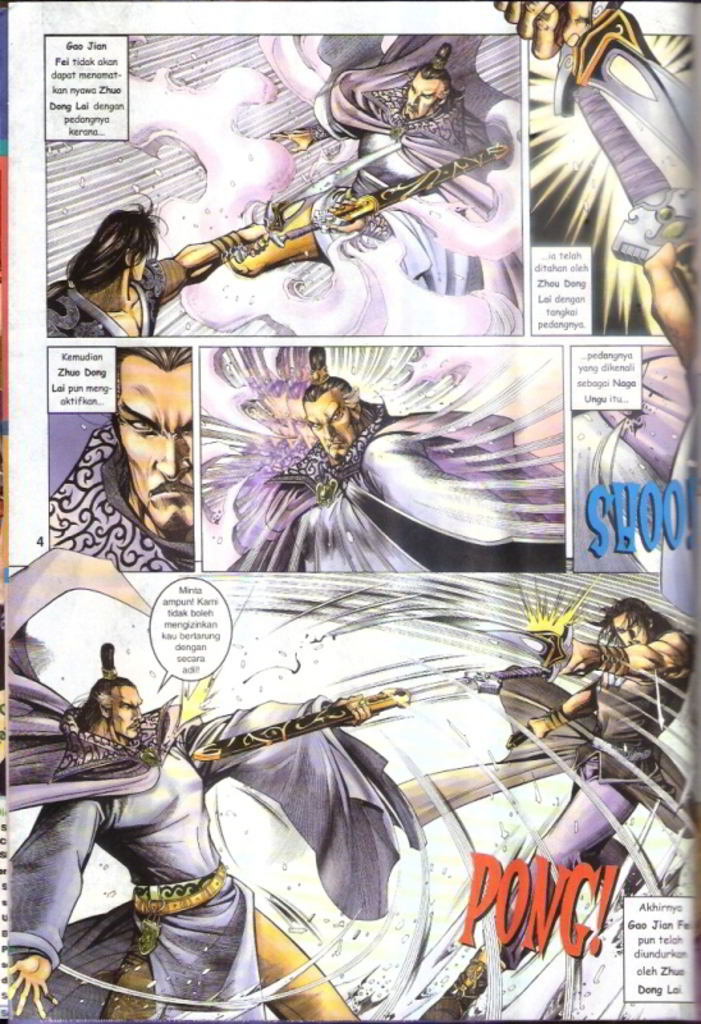 Gao Jian
Fei tidak akan
dapat menamat-
kan nyawa Zhuo
Dong Lai dengan
pedangnya
kerana...
...ia telah
ditahan oleh
Zhou Dong
Lai dengan
tangkai
pedangnya.
Kemudian
Zhuo Dong
Lai pun meng-
aktifkan...
...pedangnya
yang dikenali
sebagai Naga
Ungu itu...
SHOO!
4
Minta
ampun! Kami
tidak boleh
mengizinkan
kau bertarung
dengan
secara
adil!
PONG!
Akhirnya
Gao Jian Fe
pun telah
diundurkan
oleh Zhuo
Dong Lai.